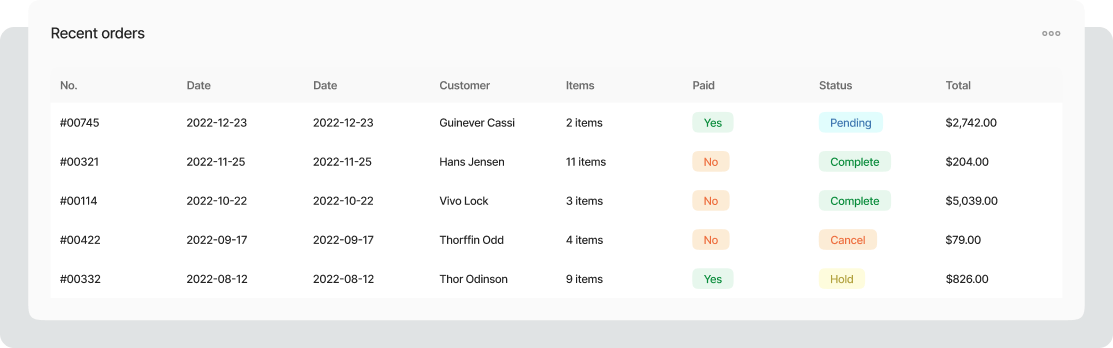 Recent orders
No. Date Date Customer Items Paid Status Total
#00745 2022-12-23 2022-12-23 Guinever Cassi 2 items Yes Pending $2,742.00
#00321 2022-11-25 2022-11-25 Hans Jensen 11 items No Complete $204.00
#00114 2022-10-22 2022-10-22 Vivo Lock 3 items No Complete $5,039.00
#00422 2022-09-17 2022-09-17 Thorffin Odd 4 items No Cancel $79.00
#00332 2022-08-12 2022-08-12 Thor Odinson 9 items Yes Hold $826.00